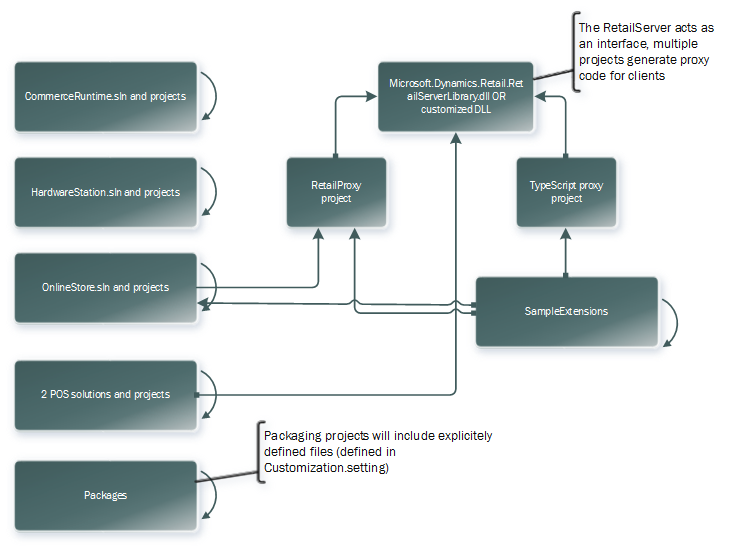 The RetailServer acts as
an interface, multiple
projects generate proxy
code for clients
CommerceRuntime.sln and projects
Microsoft.Dynamics.Retail.Ret
ailServerLibrary.dll OR
customized DLL
HardwareStation.sln and projects
RetailProxy
project
TypeScript proxy
project
OnlineStore.sln and projects
SampleExtensions
2 POS solutions and projects
Packaging projects will include explicitely
defined files (defined in
Customization.setting)
Packages